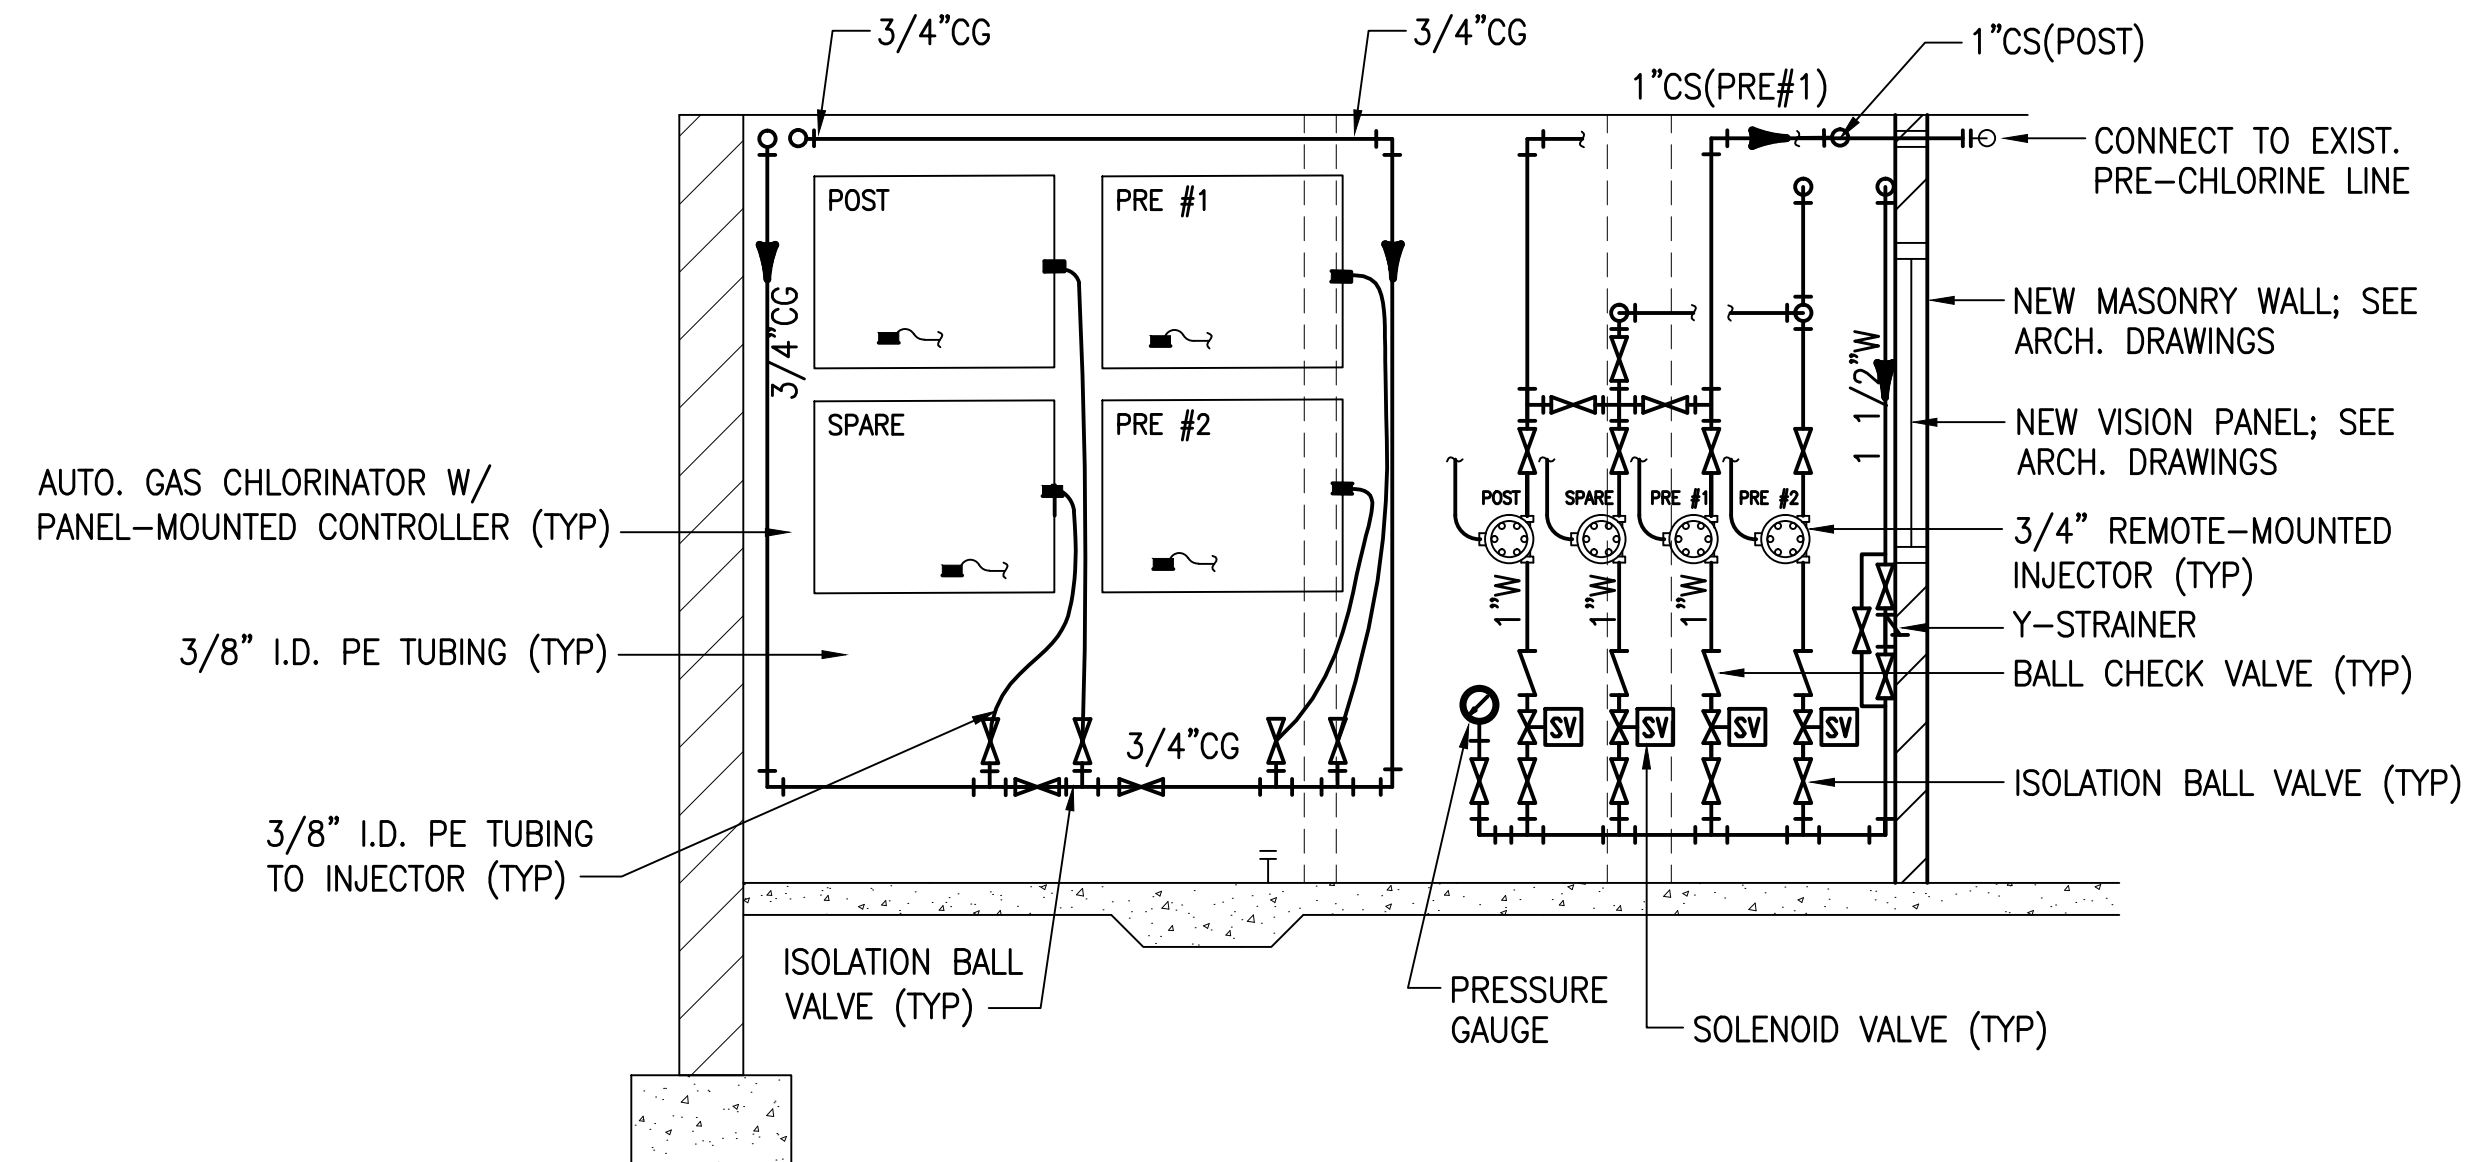 3/4"CG
3/4"CG
1"CS(POST)
1"CS(PRE#1)
CONNECT TO EXIST.
PRE-CHLORINE LINE
POST
PRE #1
3/4"CG
NEW MASONRY WALL; SEE
ARCH. DRAWINGS
1 1/2"W
SPARE
PRE #2
NEW VISION PANEL; SEE
ARCH. DRAWINGS
AUTO. GAS CHLORINATOR W/
PANEL-MOUNTED CONTROLLER (TYP)
POST
SPARE
PRE #1
PRE #2
3/4" REMOTE-MOUNTED
INJECTOR (TYP)
1"W
1"W
1"W
Y-STRAINER
3/8" I.D. PE TUBING (TYP)
BALL CHECK VALVE (TYP)
SV
SV
SV
SV
3/4"CG
ISOLATION BALL VALVE (TYP)
3/8" I.D. PE TUBING
TO INJECTOR (TYP)
ISOLATION BALL
VALVE (TYP)
PRESSURE
GAUGE
SOLENOID VALVE (TYP)